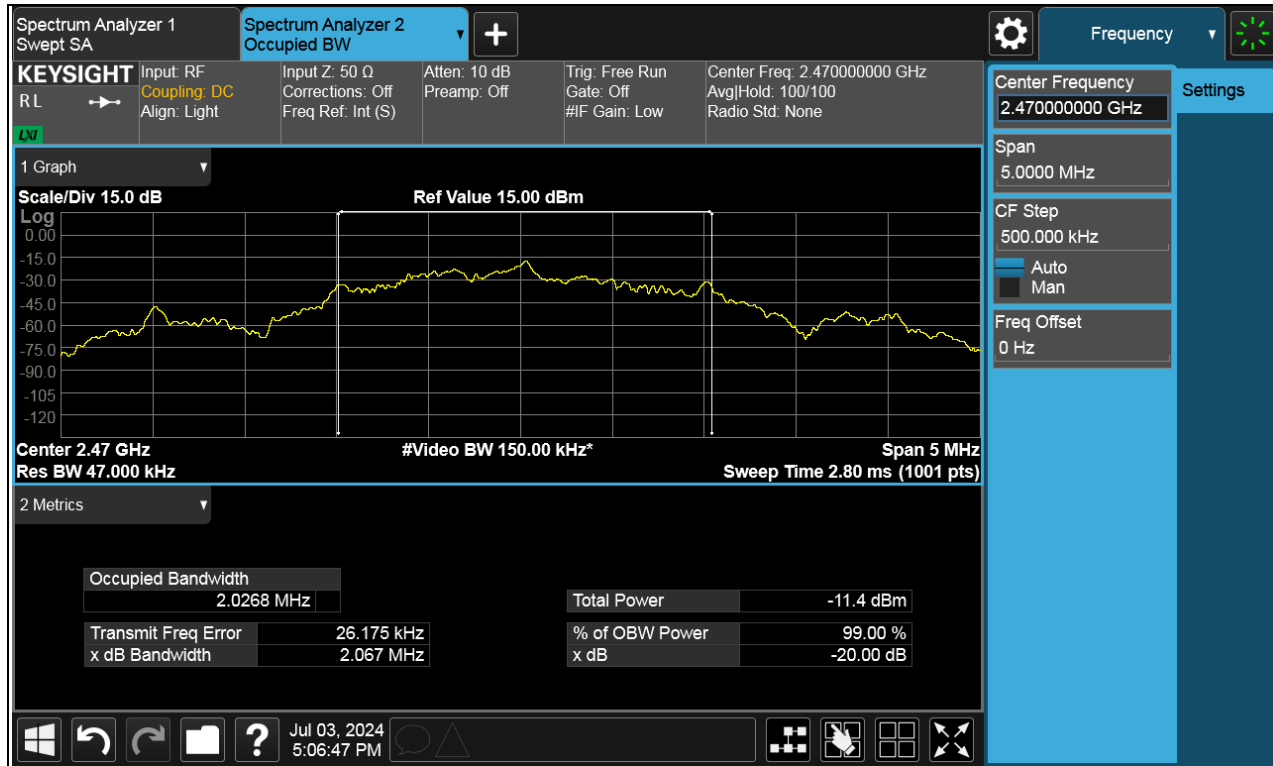 Spectrum Analyzer 1
Swept SA
Spectrum Analyzer 2
Occupied BW
Frequency
KEYSIGHT
RL
LXI
Input: RF
Coupling: DC
Align: Light
Input Z: 50 Ω
Corrections: Off
Freq Ref: Int (S)
Atten: 10 dB
Preamp: Off
Trig: Free Run
Gate: Off
#IF Gain: Low
Center Freq: 2.470000000 GHz
Avg|Hold: 100/100
Radio Std: None
Center Frequency
2.470000000 GHz
Settings
Span
5.0000 MHz
CF Step
500.000 kHz
Auto
Man
Freq Offset
0 Hz
1 Graph
Scale/Div 15.0 dB
Ref Value 15.00 dBm
Log
0.00
-15.0
-30.0
-45.0
-60.0
-75.0
-90.0
-105
-120
Center 2.47 GHz
#Video BW 150.00 kHz*
Span 5 MHz
Res BW 47.000 kHz
Sweep Time 2.80 ms (1001 pts)
2 Metrics
Occupied Bandwidth
2.0268 MHz
Total Power -11.4 dBm
Transmit Freq Error 26.175 kHz
% of OBW Power 99.00 %
x dB Bandwidth 2.067 MHz
x dB -20.00 dB
?
Jul 03, 2024
5:06:47 PM